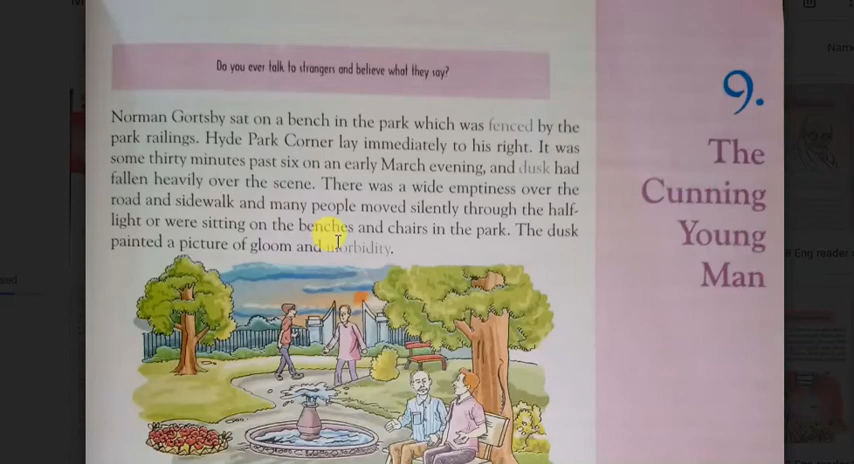 Do you ever talk to strangers and believe what they say?
Norman Gortsby sat on a bench in the park which was fenced by the
park railings. Hyde Park Corner lay immediately to his right. It was
some thirty minutes past six on an early March evening, and dusk had
fallen heavily over the scene. There was a wide emptiness over the
road and sidewalk and many people moved silently through the half-
light or were sitting on the benches and chairs in the park. The dusk
painted a picture of gloom and morbidity.
9.
The
Cunning
Young
Man
Name
8 Eng reader